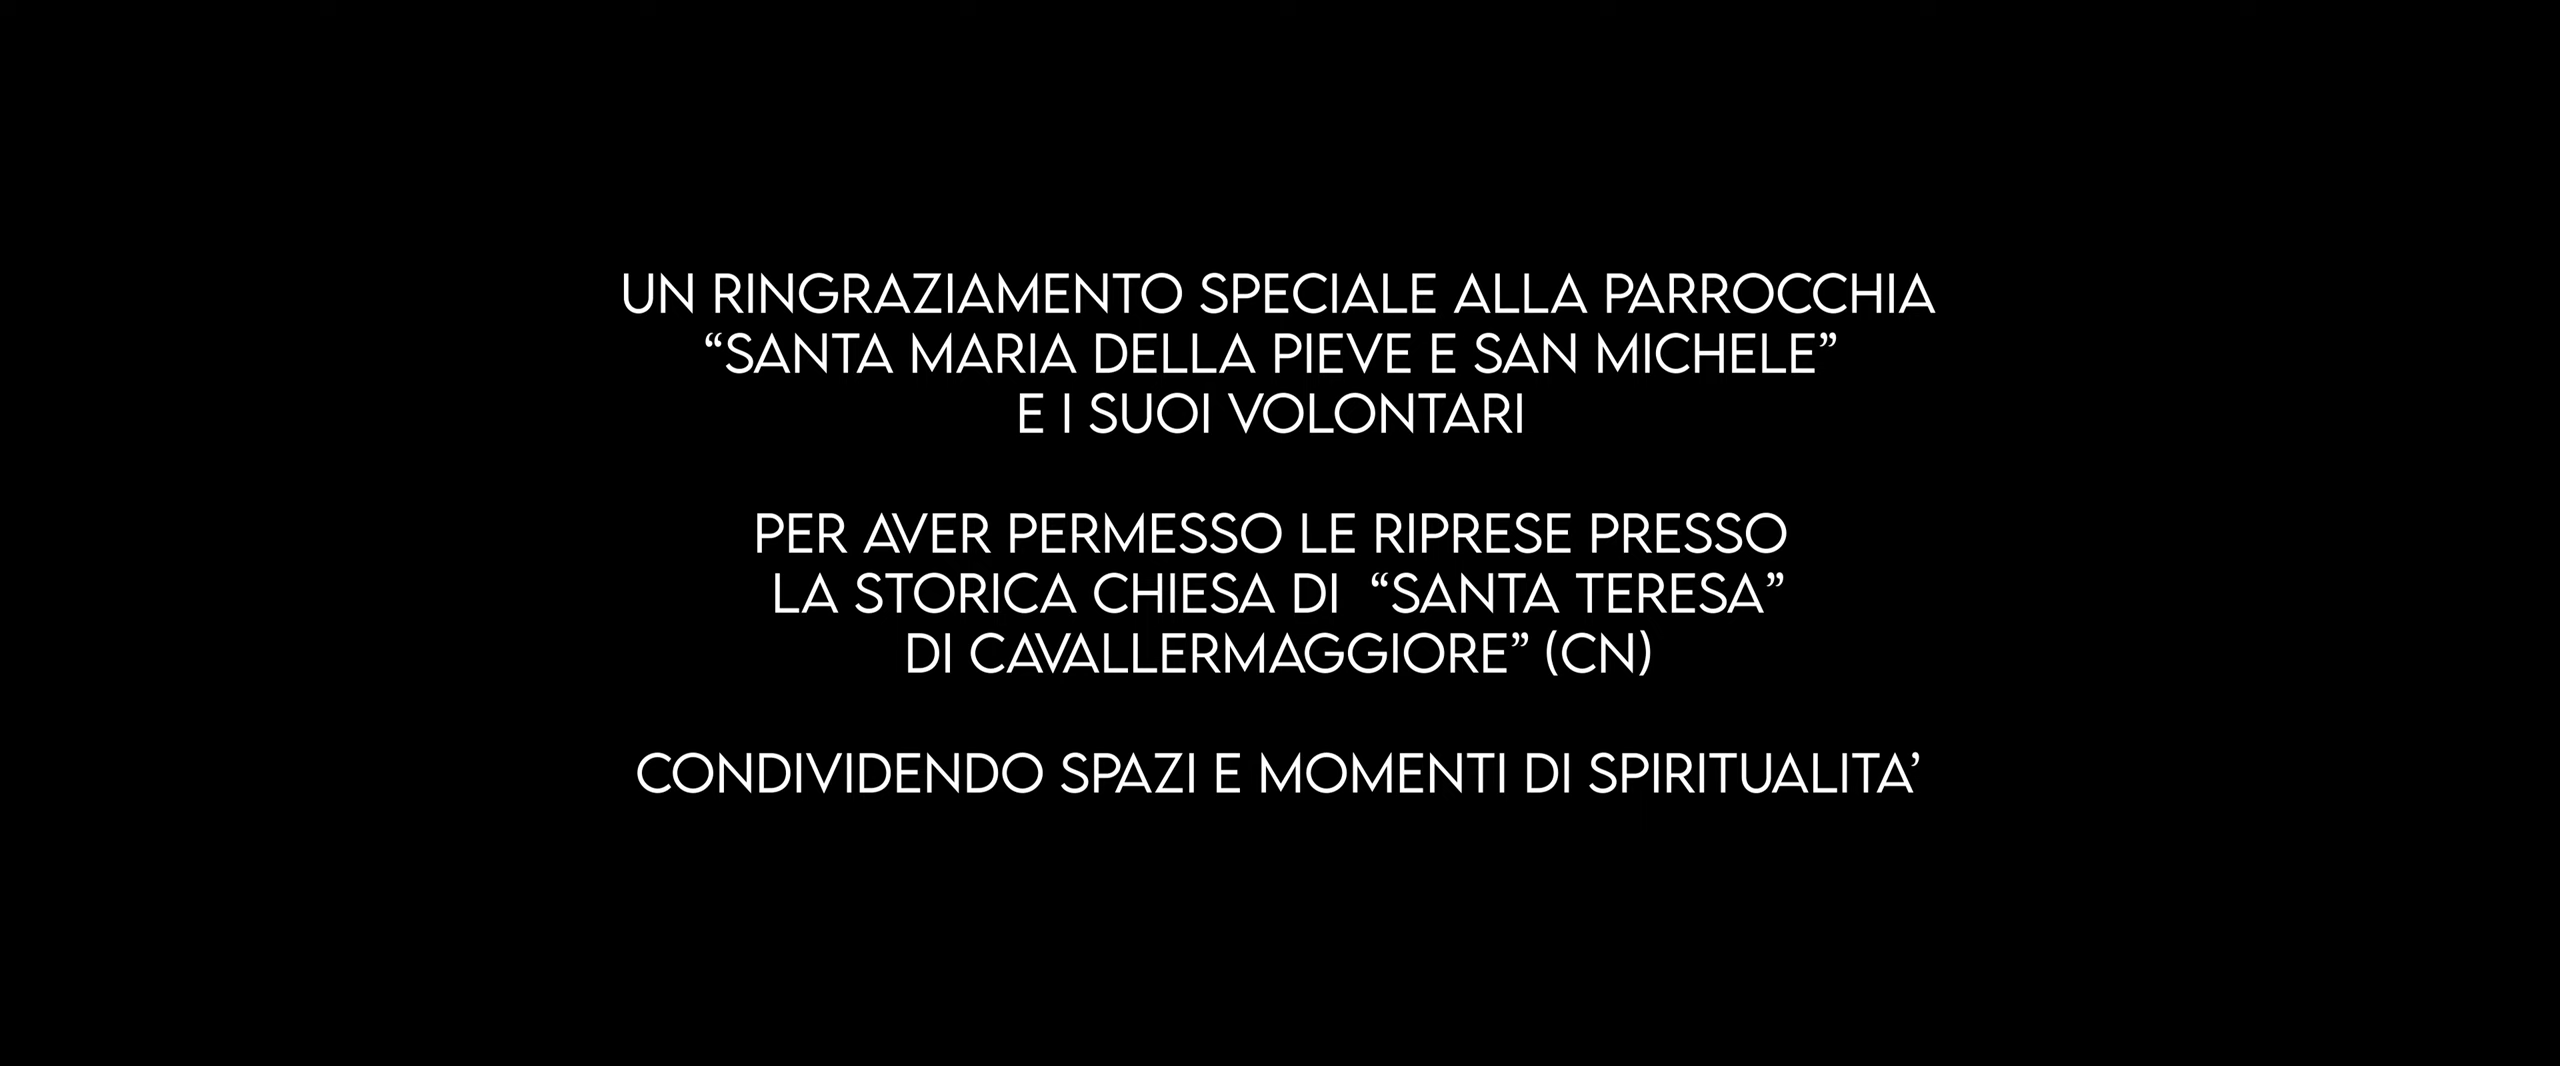 UN RINGRAZIAMENTO SPECIALE ALLA PARROCCHIA
“SANTA MARIA DELLA PIEVE E SAN MICHELE”
E I SUOI VOLONTARI
PER AVER PERMESSO LE RIPRESE PRESSO
LA STORICA CHIESA DI “SANTA TERESA”
DI CAVALLERMAGGIORE” (CN)
CONDIVIDENDO SPAZI E MOMENTI DI SPIRITUALITA’